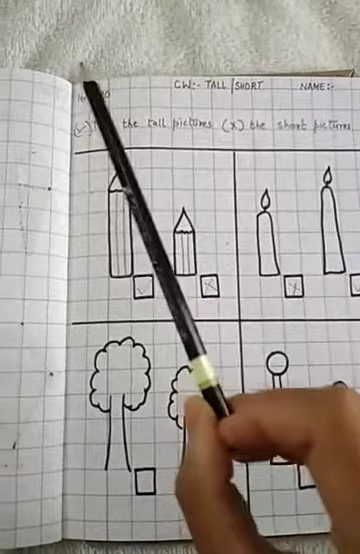 CW:- TALL | SHORT NAME:-
(✓) the tall pictures (x) the short pictures